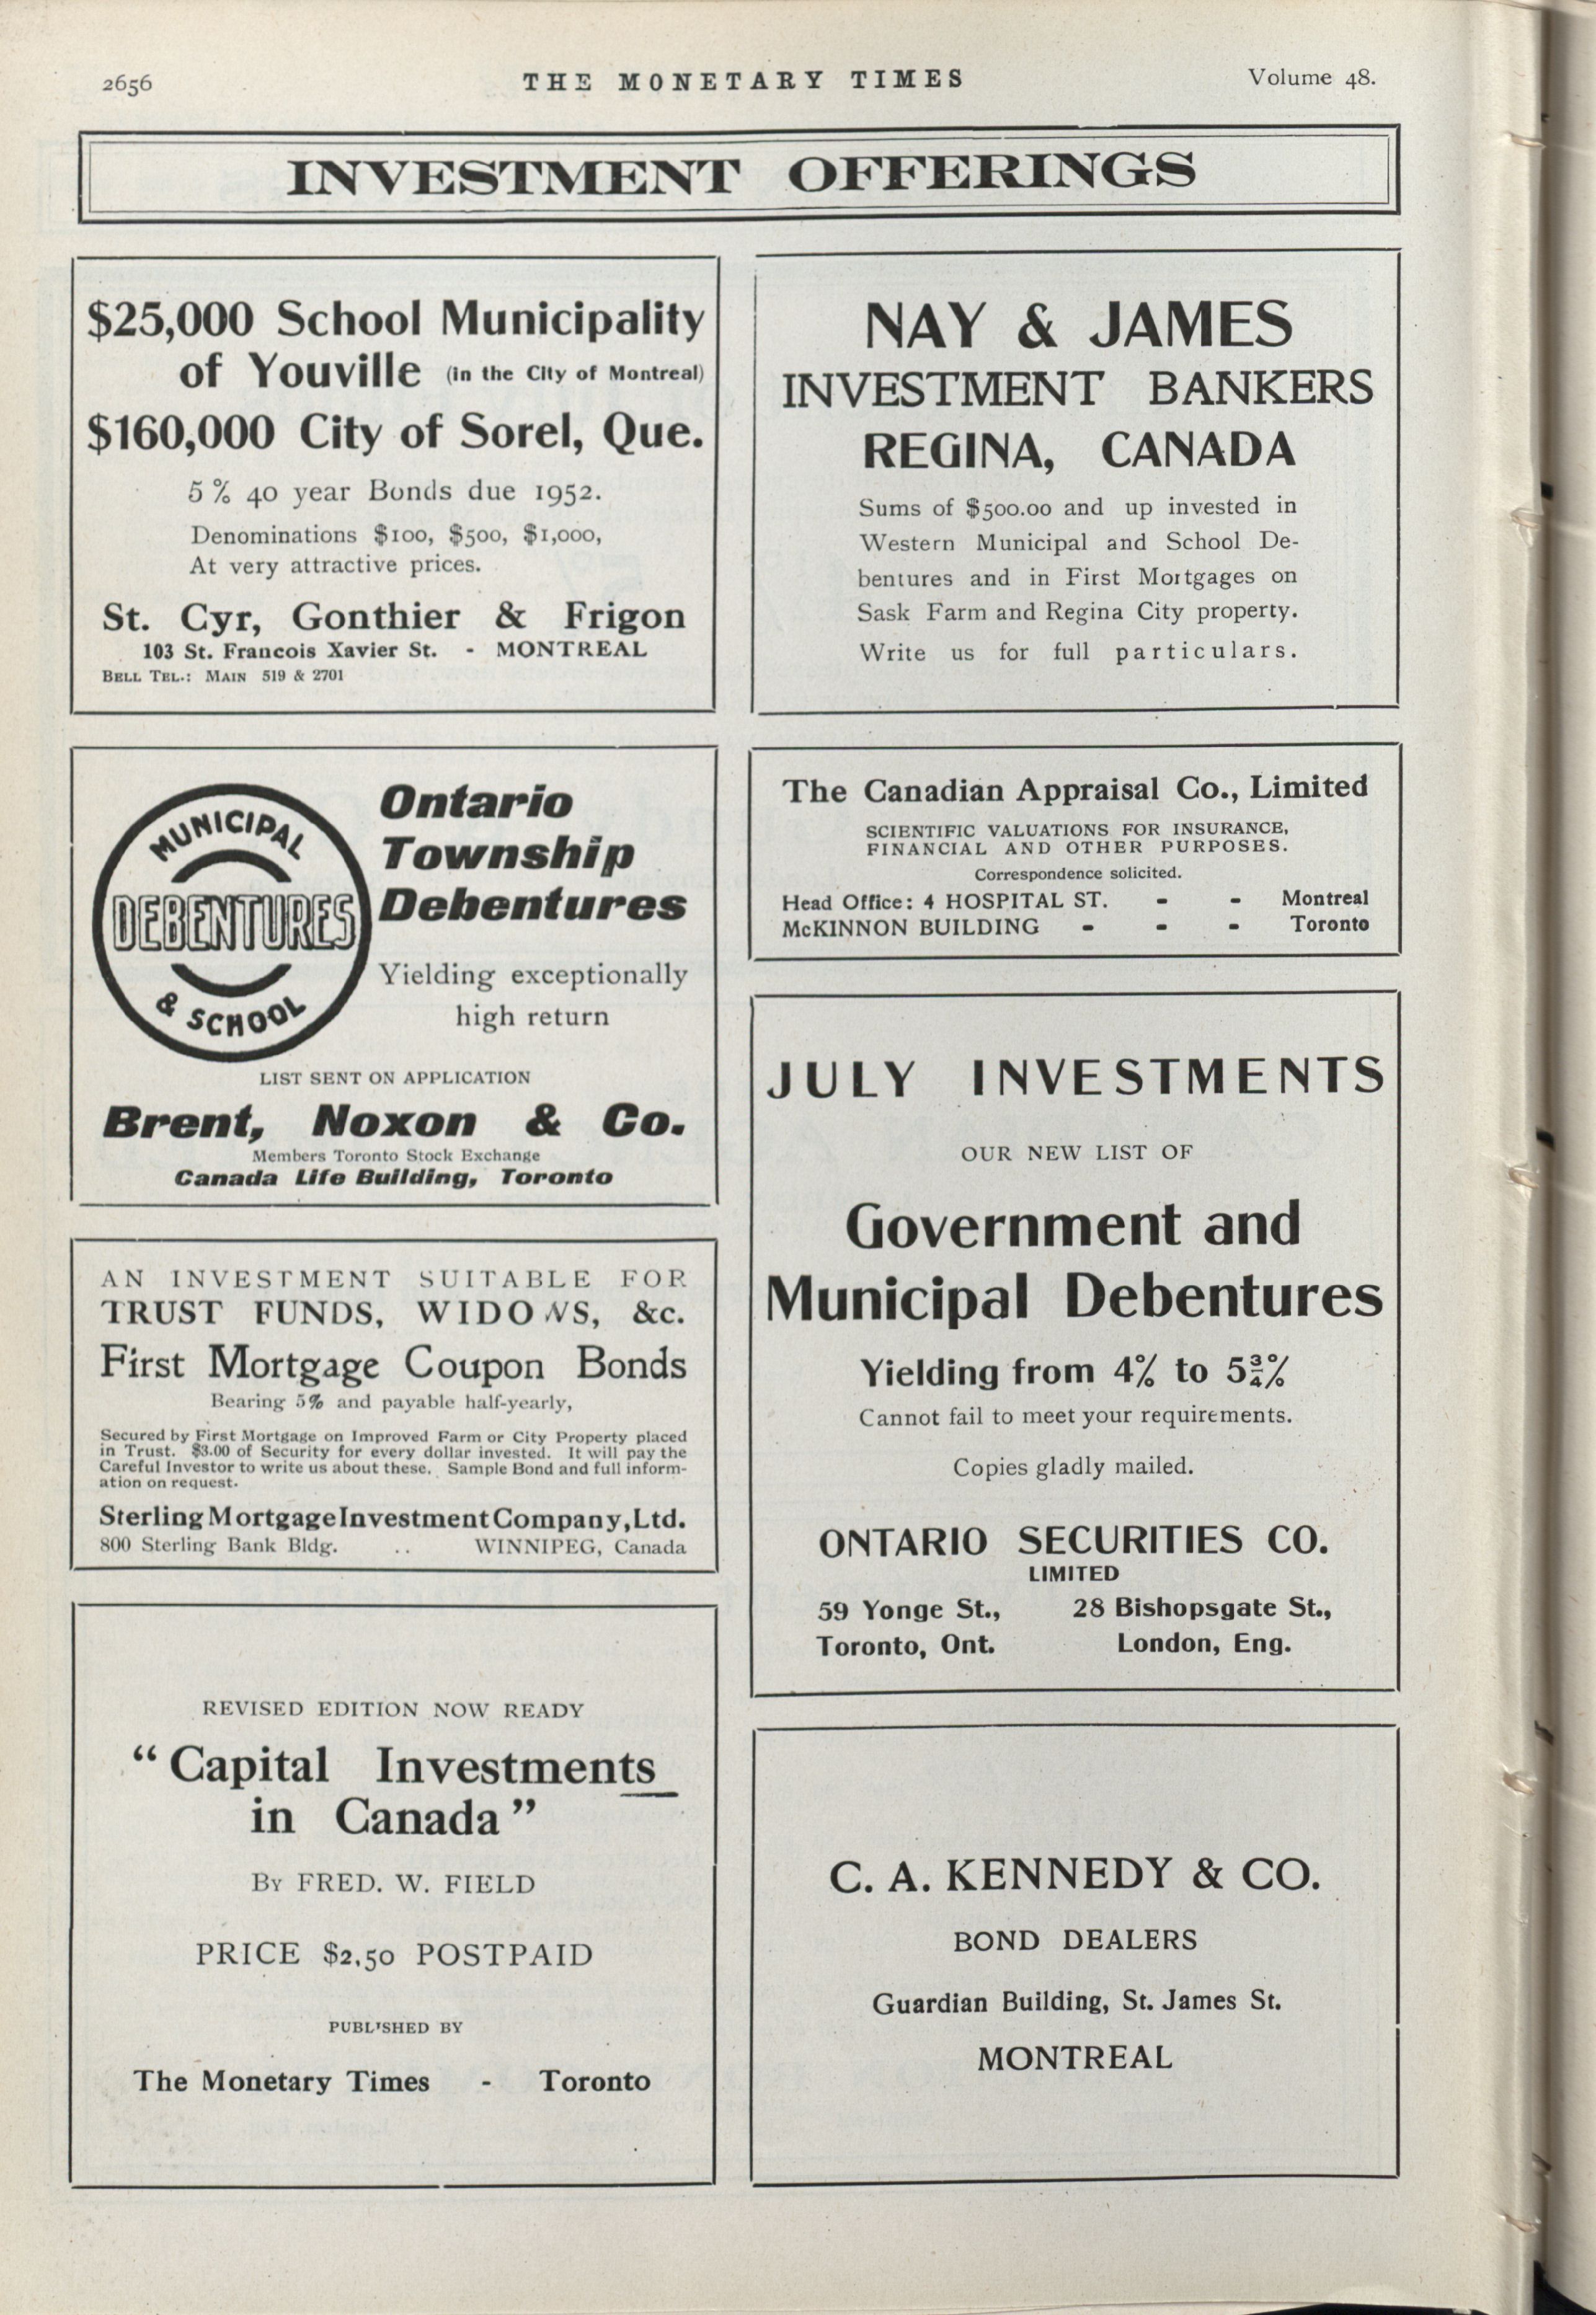 2656
THE MONETARY TIMES
Volume 48.
INVESTMENT OFFERINGS
$25,000 School Municipality
of Youville (in the City of Montreal)
$160,000 City of Sorel, Que.
5% 40 year Bonds due 1952.
Denominations $100, $500, $1,000,
At very attractive prices.
St. Cyr, Gonthier & Frigon
103 St. Francois Xavier St. - MONTREAL
BELL TEL.: MAIN 519 & 2701
MUNICIPAL
DEBENTURES
& SCHOOL
Ontario
Township
Debentures
Yielding exceptionally
high return
LIST SENT ON APPLICATION
Brent, Noxon & Co.
Members Toronto Stock Exchange
Canada Life Building, Toronto
AN INVESTMENT SUITABLE FOR
TRUST FUNDS, WIDOWS, &c.
First Mortgage Coupon Bonds
Bearing 5% and payable half-yearly,
Secured by First Mortgage on Improved Farm or City Property placed
in Trust. $3.00 of Security for every dollar invested. It will pay the
Careful Investor to write us about these. Sample Bond and full inform-
ation on request.
Sterling Mortgage Investment Company, Ltd.
800 Sterling Bank Bldg. .. WINNIPEG, Canada
REVISED EDITION NOW READY
"Capital Investments
in Canada"
By FRED. W. FIELD
PRICE $2.50 POSTPAID
PUBLISHED BY
The Monetary Times - Toronto
NAY & JAMES
INVESTMENT BANKERS
REGINA, CANADA
Sums of $500.00 and up invested in
Western Municipal and School De-
bentures and in First Mortgages on
Sask Farm and Regina City property.
Write us for full particulars.
The Canadian Appraisal Co., Limited
SCIENTIFIC VALUATIONS FOR INSURANCE,
FINANCIAL AND OTHER PURPOSES.
Correspondence solicited.
Head Office: 4 HOSPITAL ST. - - Montreal
McKINNON BUILDING - - - Toronto
JULY INVESTMENTS
OUR NEW LIST OF
Government and
Municipal Debentures
Yielding from 4% to 5¾%
Cannot fail to meet your requirements.
Copies gladly mailed.
ONTARIO SECURITIES CO.
LIMITED
59 Yonge St., 28 Bishopsgate St.,
Toronto, Ont. London, Eng.
C. A. KENNEDY & CO.
BOND DEALERS
Guardian Building, St. James St.
MONTREAL